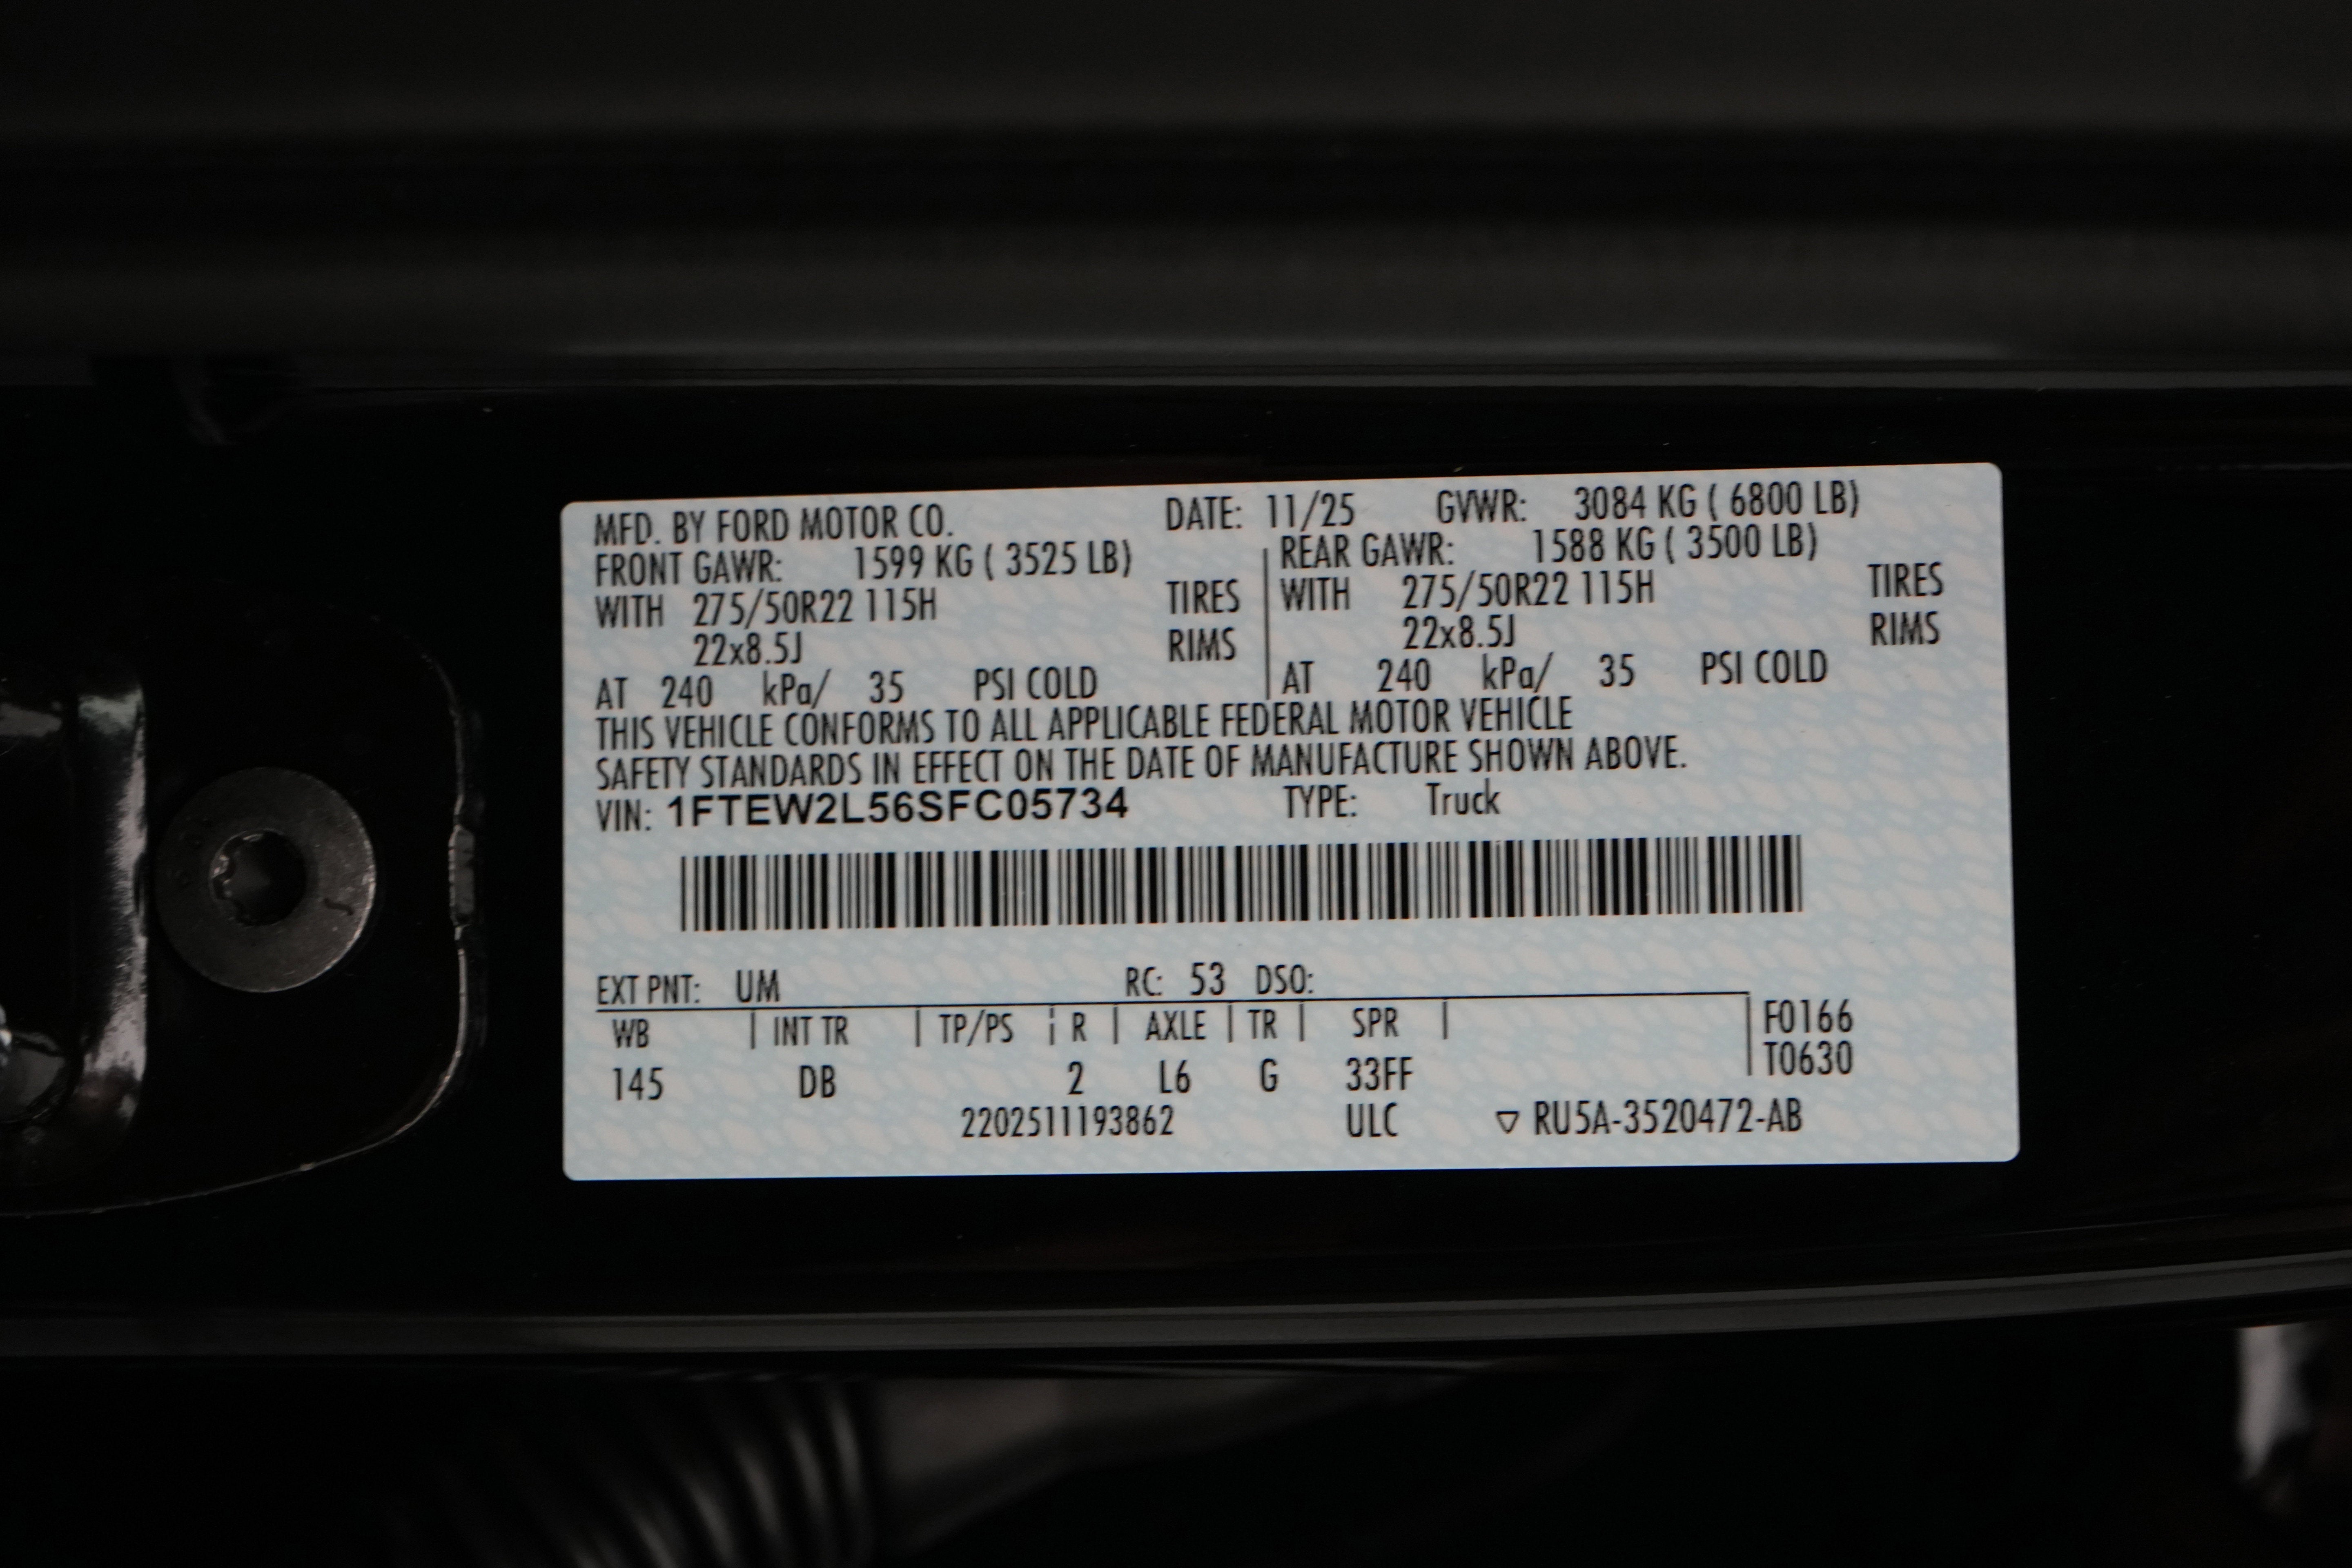 MFD. BY FORD MOTOR CO. DATE: 11/25 GVWR: 3084 KG ( 6800 LB)
FRONT GAWR: 1599 KG ( 3525 LB) REAR GAWR: 1588 KG ( 3500 LB)
WITH 275/50R22 115H TIRES WITH 275/50R22 115H TIRES
22x8.5J RIMS 22x8.5J RIMS
AT 240 kPa/ 35 PSI COLD AT 240 kPa/ 35 PSI COLD
THIS VEHICLE CONFORMS TO ALL APPLICABLE FEDERAL MOTOR VEHICLE
SAFETY STANDARDS IN EFFECT ON THE DATE OF MANUFACTURE SHOWN ABOVE.
VIN: 1FTEW2L56SFC05734 TYPE: Truck
EXT PNT: UM RC: 53 DSO:
WB | INT TR | TP/PS | R | AXLE | TR | SPR | F0166
T0630
145 DB 2 L6 G 33FF
2202511193862 ULC ▽ RU5A-3520472-AB